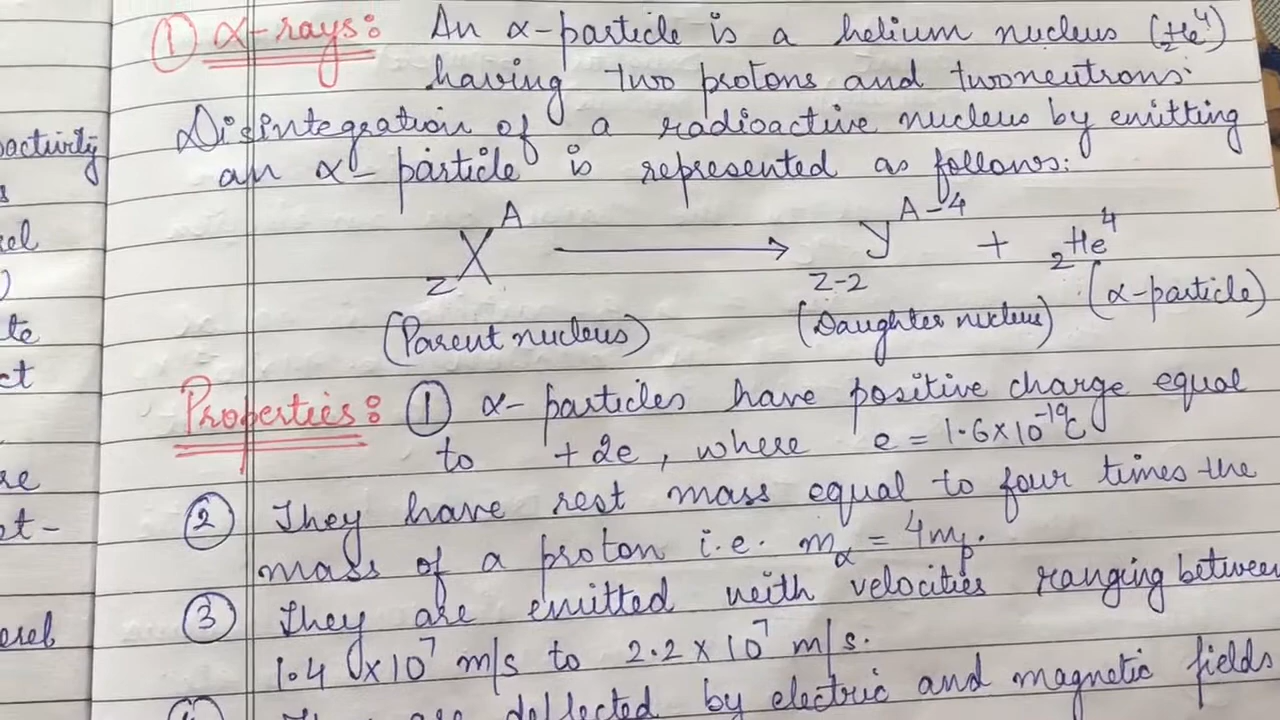 ① α-rays: An α-particle is a helium nucleus (₂He⁴)
having two protons and two neutrons.
Disintegration of a radioactive nucleus by emitting
an α-particle is represented as follows:
zXᴬ ⟶ z-2Yᴬ⁻⁴ + ₂He⁴
(Parent nucleus) (Daughter nucleus) (α-particle)
Properties: ① α-particles have positive charge equal
to +2e, where e = 1.6×10⁻¹⁹C
② They have rest mass equal to four times the
mass of a proton i.e. mα = 4mp.
③ They are emitted with velocities ranging between
1.4 ×10⁷ m/s to 2.2×10⁷ m/s.
are deflected by electric and magnetic fields